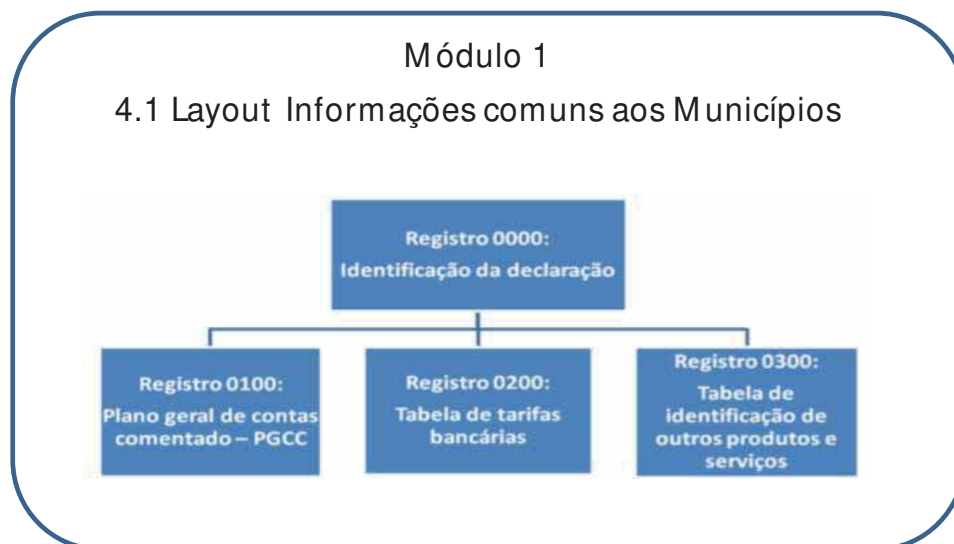 Módulo 1
4.1 Layout Informações comuns aos Municípios
Registro 0000:
Identificação da declaração
Registro 0100:
Plano geral de contas
comentado – PGCC
Registro 0200:
Tabela de tarifas
bancárias
Registro 0300:
Tabela de
identificação de
outros produtos e
serviços